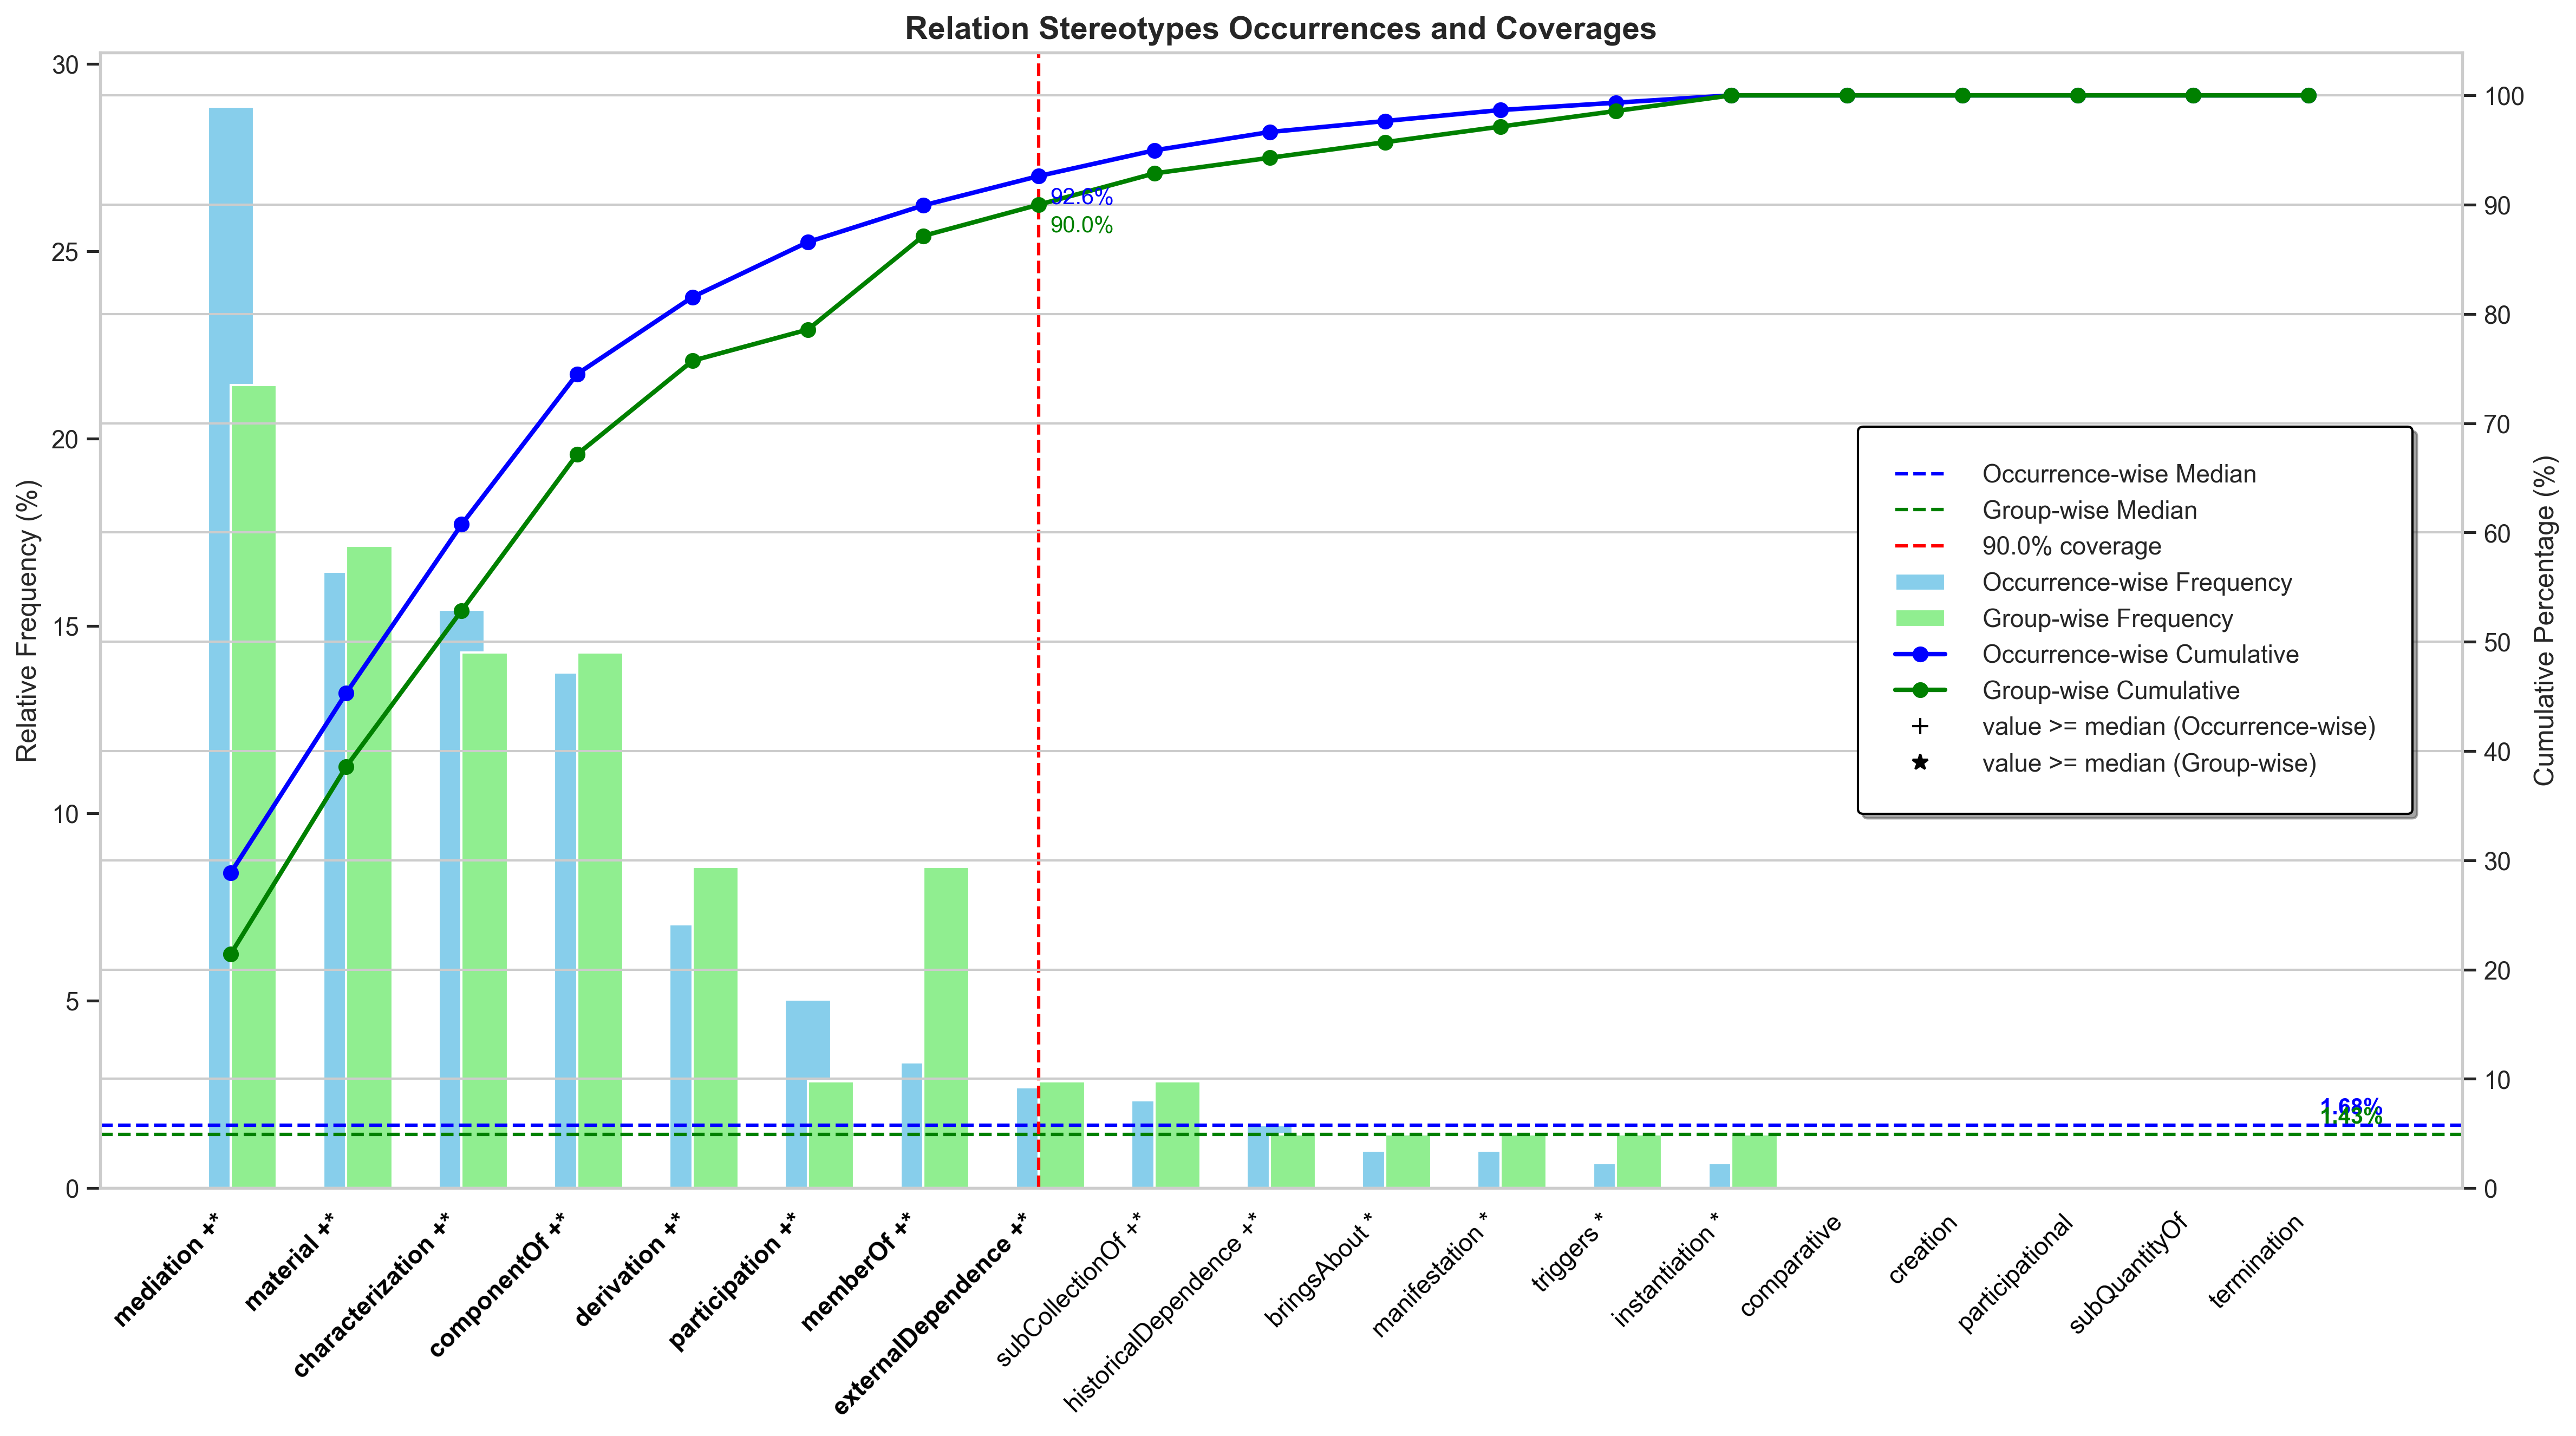 Relation Stereotypes Occurrences and Coverages
Relative Frequency (%)
30
25
20
15
10
5
0
Cumulative Percentage (%)
100
90
80
70
60
50
40
30
20
10
0
92.6%
90.0%
1.68%
1.43%
Occurrence-wise Median
Group-wise Median
90.0% coverage
Occurrence-wise Frequency
Group-wise Frequency
Occurrence-wise Cumulative
Group-wise Cumulative
value >= median (Occurrence-wise)
value >= median (Group-wise)
mediation +*
material +*
characterization +*
componentOf +*
derivation +*
participation +*
memberOf +*
externalDependence +*
subCollectionOf +*
historicalDependence +*
bringsAbout *
manifestation *
triggers *
instantiation *
comparative
creation
participational
subQuantityOf
termination